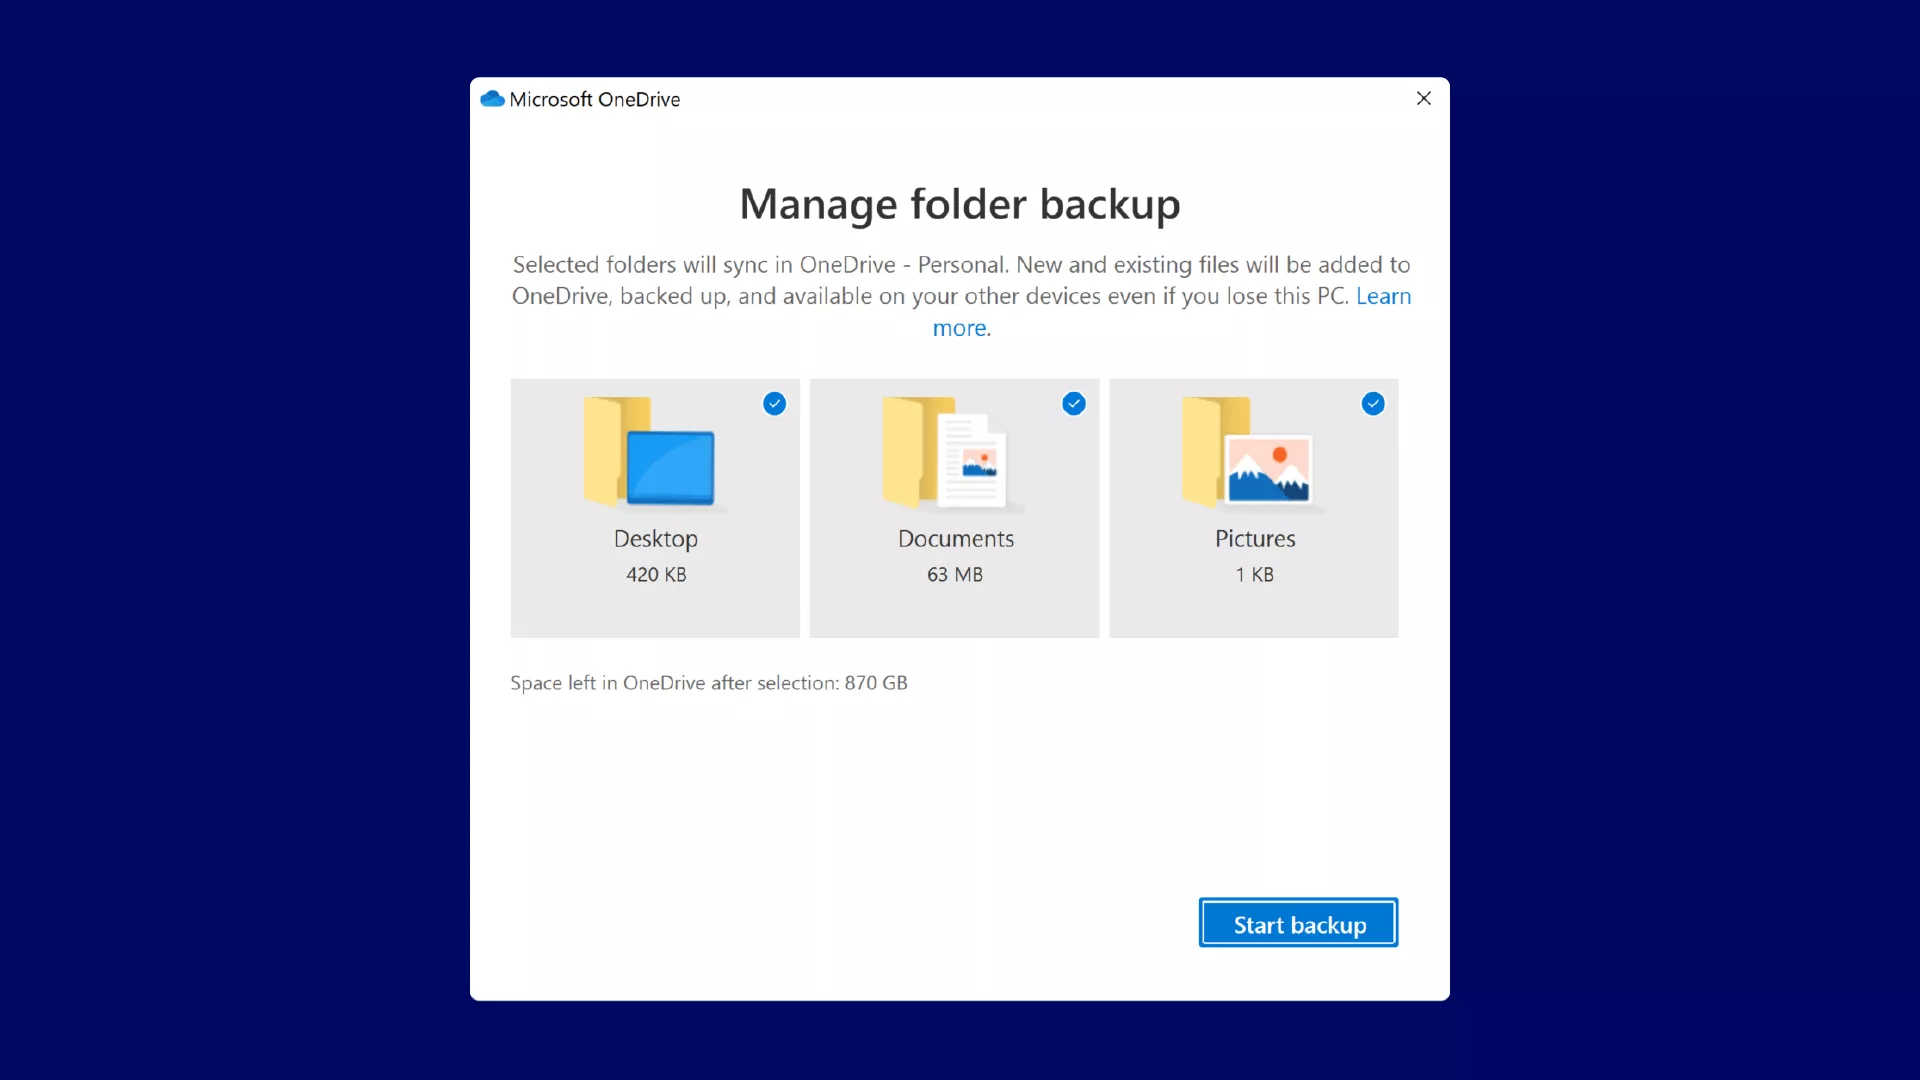 Microsoft OneDrive
Manage folder backup
Selected folders will sync in OneDrive - Personal. New and existing files will be added to
OneDrive, backed up, and available on your other devices even if you lose this PC. Learn
more.
Desktop
420 KB
Documents
63 MB
Pictures
1 KB
Space left in OneDrive after selection: 870 GB
Start backup